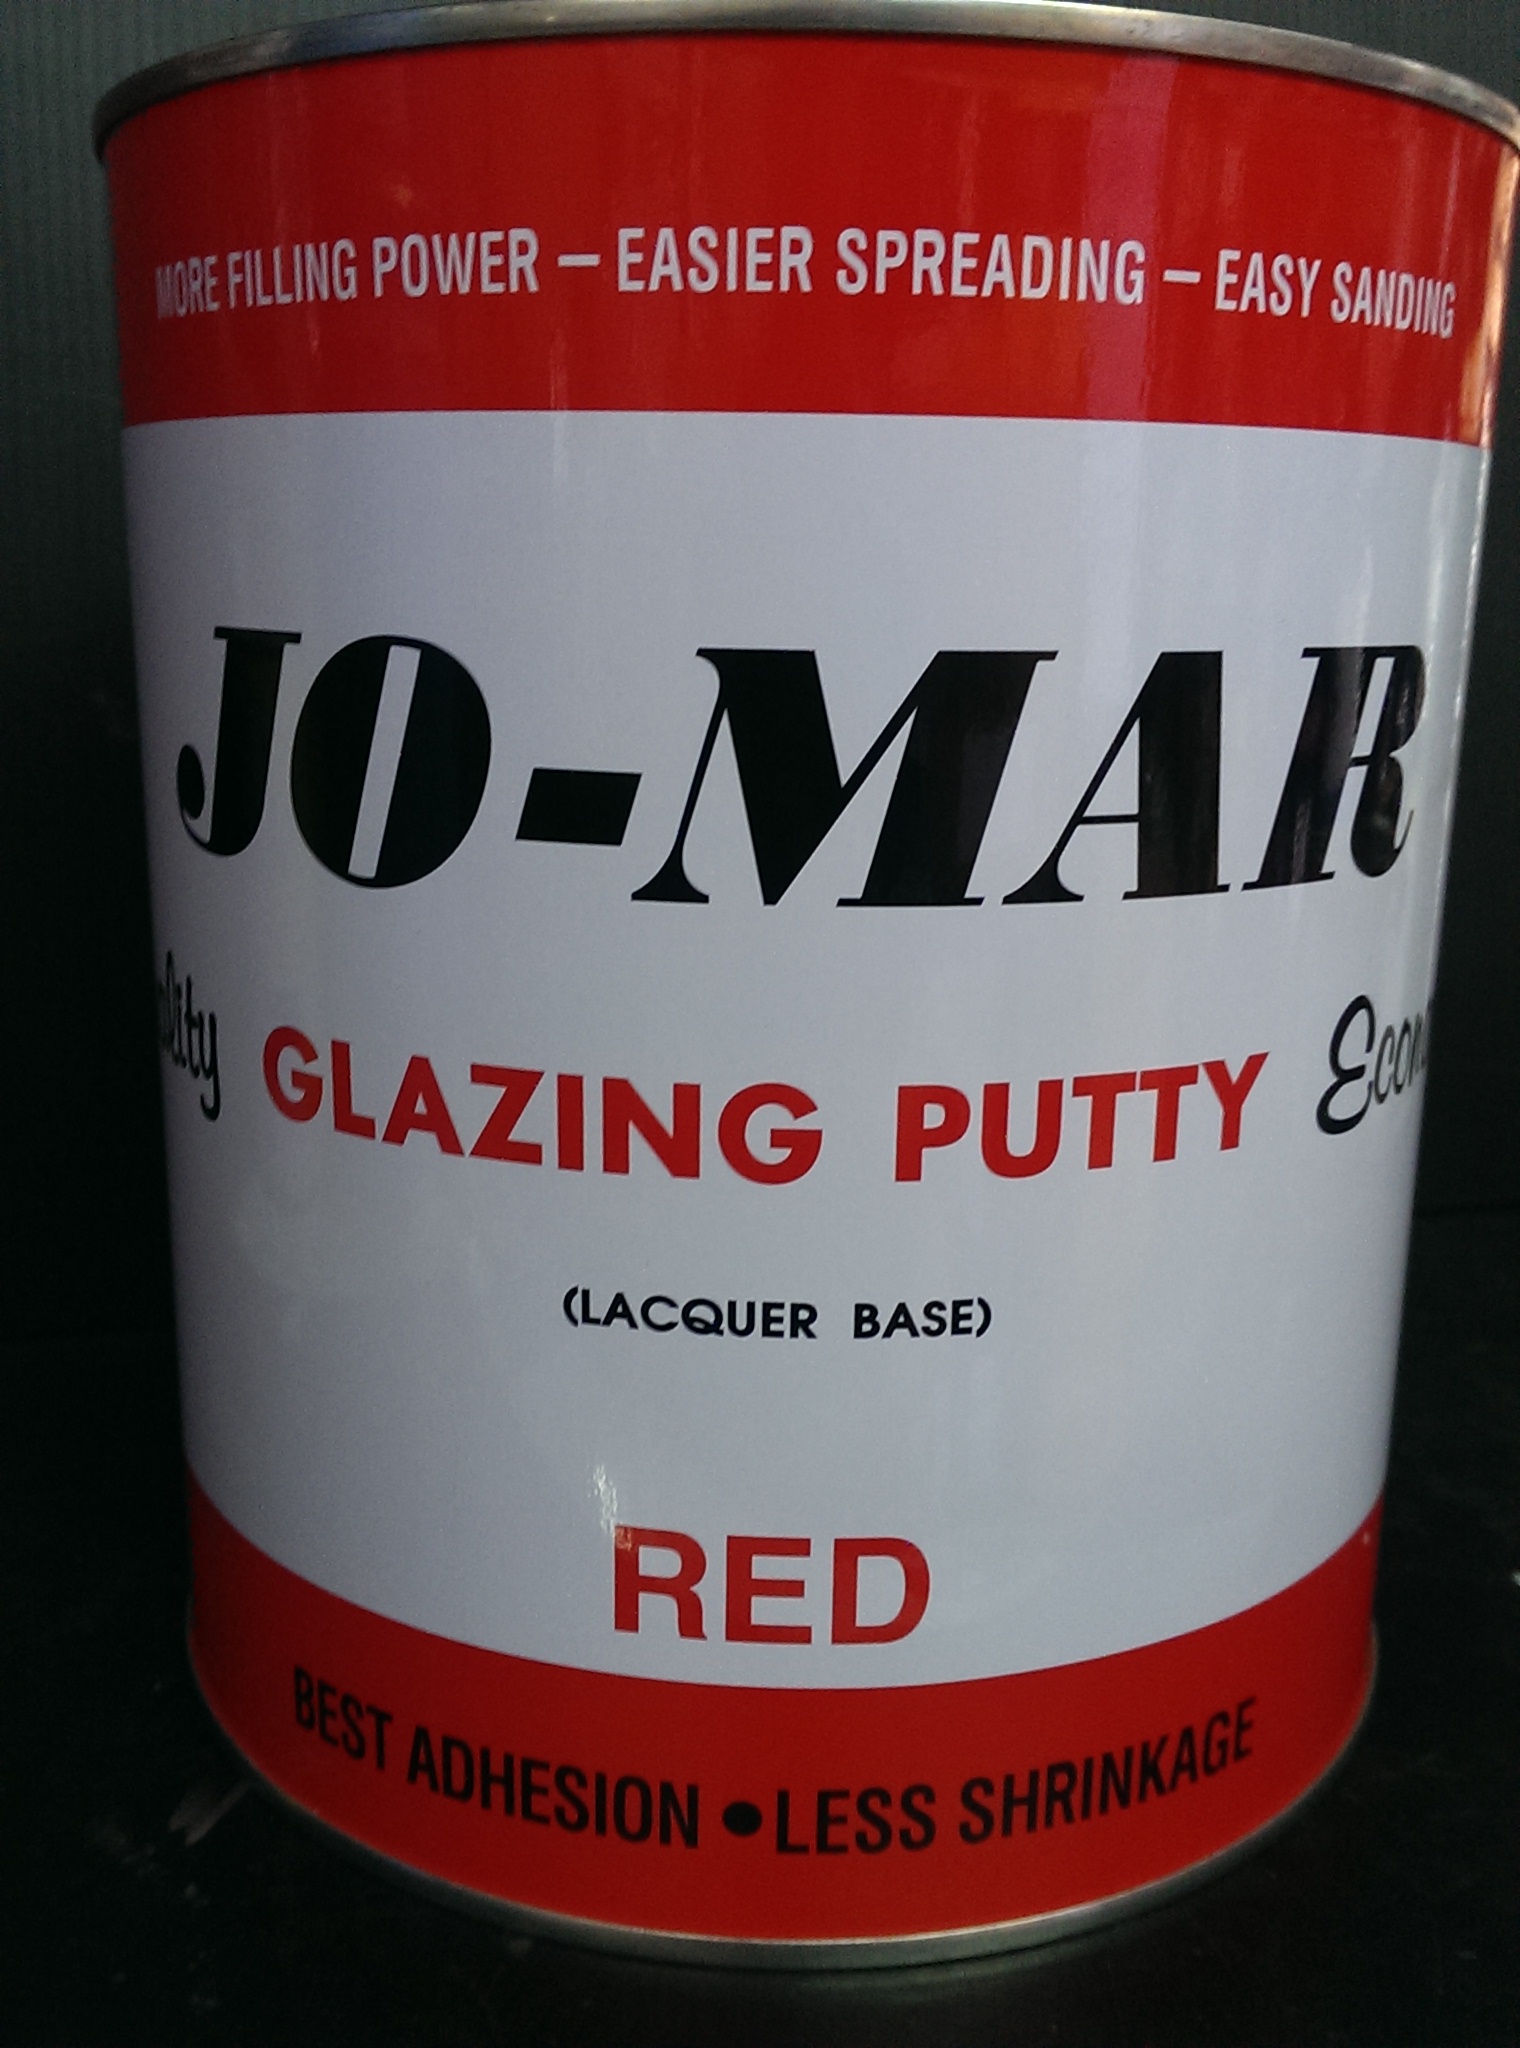 MORE FILLING POWER — EASIER SPREADING — EASY SANDING
JO-MAR
GLAZING PUTTY
(LACQUER BASE)
RED
BEST ADHESION • LESS SHRINKAGE